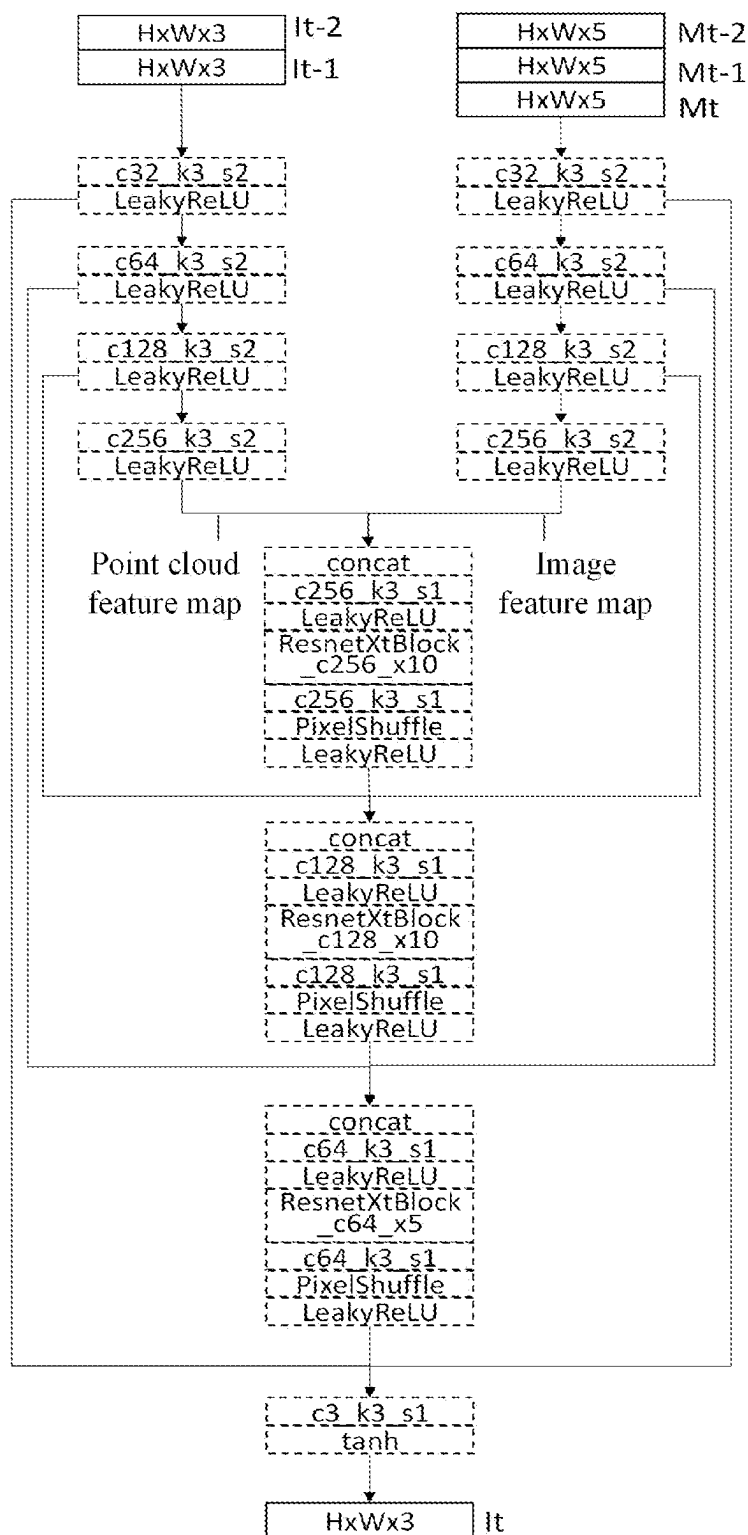 HxWx3 It-2
HxWx3 It-1
HxWx5 Mt-2
HxWx5 Mt-1
HxWx5 Mt
c32_k3_s2
LeakyReLU
c64_k3_s2
LeakyReLU
c128_k3_s2
LeakyReLU
c256_k3_s2
LeakyReLU
c32_k3_s2
LeakyReLU
c64_k3_s2
LeakyReLU
c128_k3_s2
LeakyReLU
c256_k3_s2
LeakyReLU
Point cloud
feature map
Image
feature map
concat
c256_k3_s1
LeakyReLU
ResnetXtBlock
_c256_x10
c256_k3_s1
PixelShuffle
LeakyReLU
concat
c128_k3_s1
LeakyReLU
ResnetXtBlock
_c128_x10
c128_k3_s1
PixelShuffle
LeakyReLU
concat
c64_k3_s1
LeakyReLU
ResnetXtBlock
_c64_x5
c64_k3_s1
PixelShuffle
LeakyReLU
c3_k3_s1
tanh
HxWx3 It